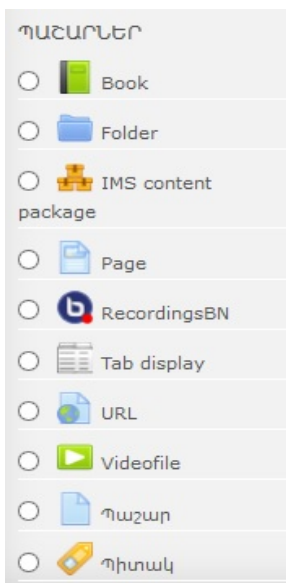 ՊԱՇԱՐՆԵՐ
Book
Folder
IMS content
package
Page
RecordingsBN
Tab display
URL
Videofile
Պաշար
Պիտակ